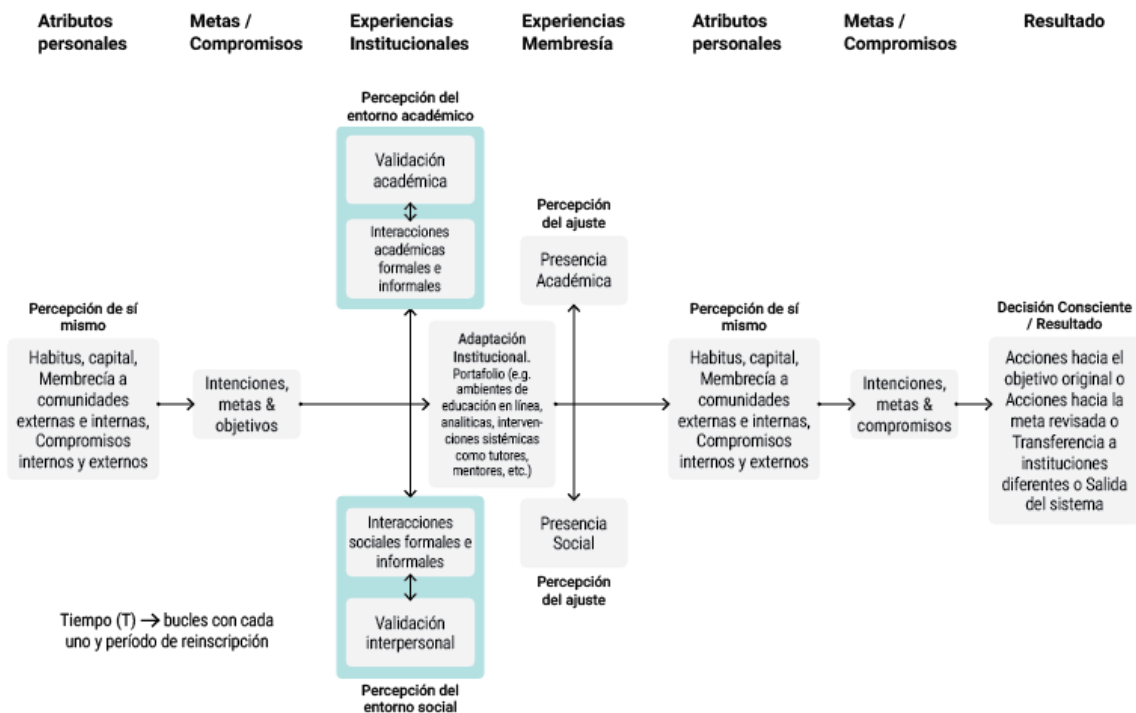 Atributos
personales
Metas /
Compromisos
Experiencias
Institucionales
Experiencias
Membresía
Atributos
personales
Metas /
Compromisos
Resultado
Percepción de sí
mismo
Habitus, capital,
Membrecía a
comunidades
externas e internas,
Compromisos
internos y externos
Intenciones,
metas &
objetivos
Percepción del
entorno académico
Validación
académica
Interacciones
académicas
formales e
informales
Adaptación
Institucional.
Portafolio (e.g.
ambientes de
educación en línea,
analíticas, interven-
ciones sistémicas
como tutores,
mentores, etc.)
Interacciones
sociales formales e
informales
Validación
interpersonal
Percepción del
entorno social
Percepción
del ajuste
Presencia
Académica
Presencia
Social
Percepción
del ajuste
Percepción de sí
mismo
Habitus, capital,
Membrecía a
comunidades
externas e internas,
Compromisos
internos y externos
Intenciones,
metas &
compromisos
Decisión Consciente
/ Resultado
Acciones hacia el
objetivo original o
Acciones hacia la
meta revisada o
Transferencia a
instituciones
diferentes o Salida
del sistema
Tiempo (T) → bucles con cada
uno y período de reinscripción